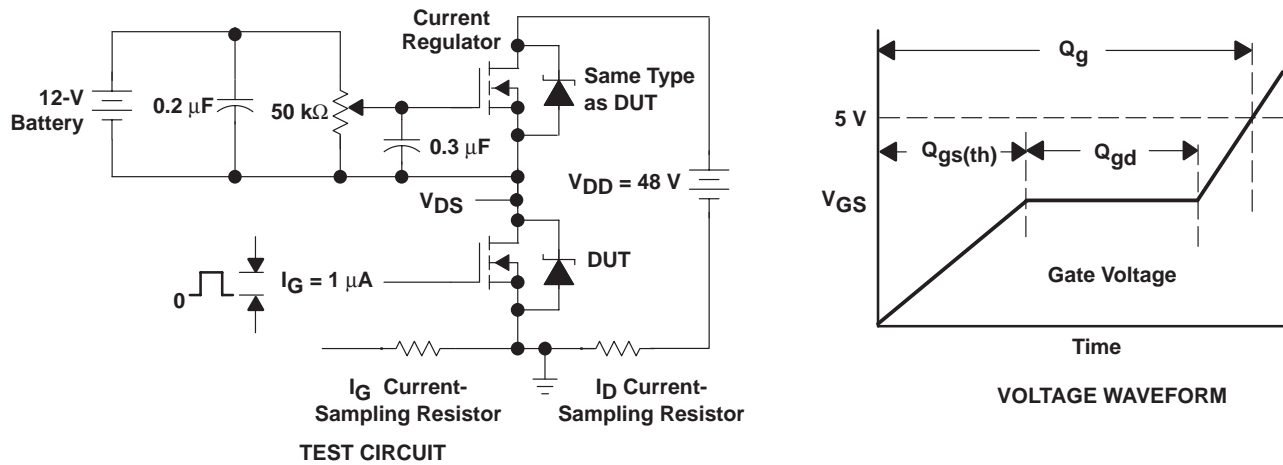 Current
Regulator
12-V
Battery
0.2 μF
50 kΩ
0.3 μF
Same Type
as DUT
VDD = 48 V
VDS
DUT
0
IG = 1 μA
IG Current-
Sampling Resistor
ID Current-
Sampling Resistor
TEST CIRCUIT
Qg
5 V
Qgs(th)
Qgd
VGS
Gate Voltage
Time
VOLTAGE WAVEFORM